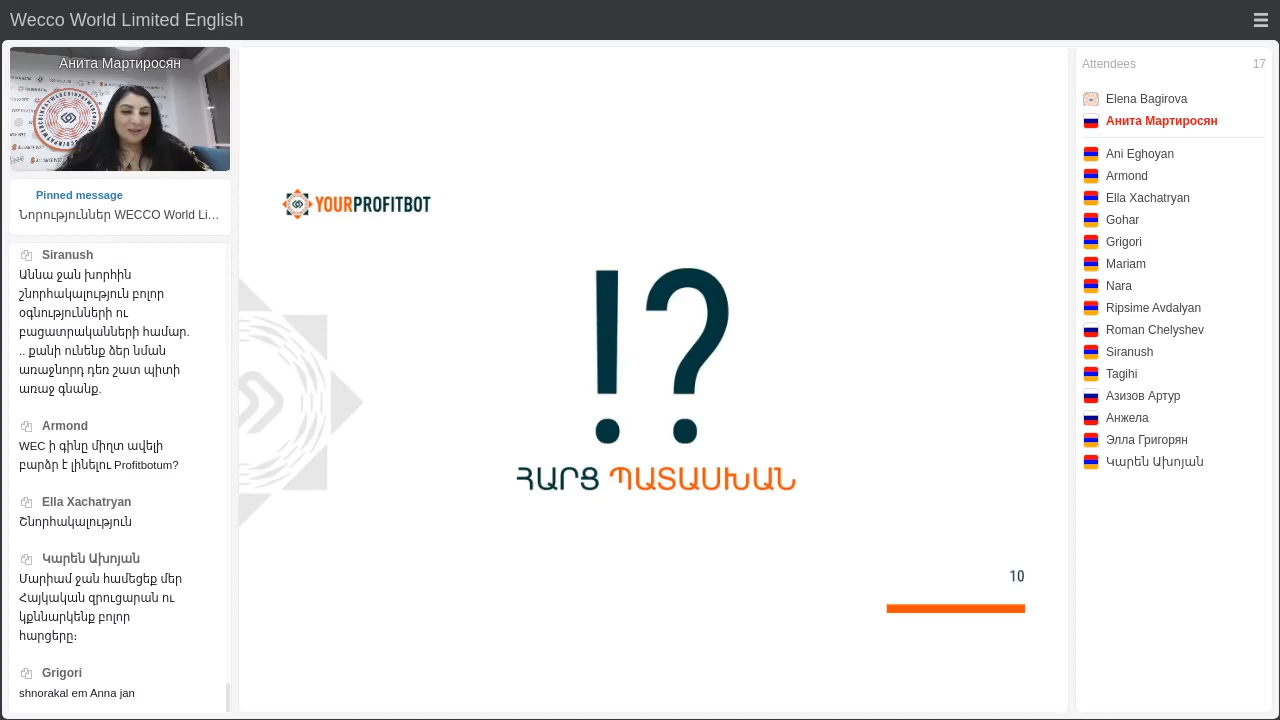 Wecco World Limited English
Анита Мартиросян
Pinned message
Նորություններ WECCO World Li…
Siranush
Աննա ջան խորհին
շնորհակալություն բոլոր
օգնությունների ու
բացատրականների համար.
.. քանի ունենք ձեր նման
առաջնորդ դեռ շատ պիտի
առաջ գնանք.
Armond
WEC ի գինը միղտ ավելի
բարձր է լինելու Profitbotum?
Ella Xachatryan
Շնորհակալություն
Կարեն Ախոյան
Մարիամ ջան համեցեք մեր
Հայկական զրուցարան ու
կքննարկենք բոլոր
հարցերը։
Grigori
shnorakal em Anna jan
YOURPROFITBOT
!?
ՀԱՐՑ ՊԱՏԱՍԽԱՆ
10
Attendees 17
Elena Bagirova
Анита Мартиросян
Ani Eghoyan
Armond
Ella Xachatryan
Gohar
Grigori
Mariam
Nara
Ripsime Avdalyan
Roman Chelyshev
Siranush
Tagihi
Азизов Артур
Анжела
Элла Григорян
Կարեն Ախոյան